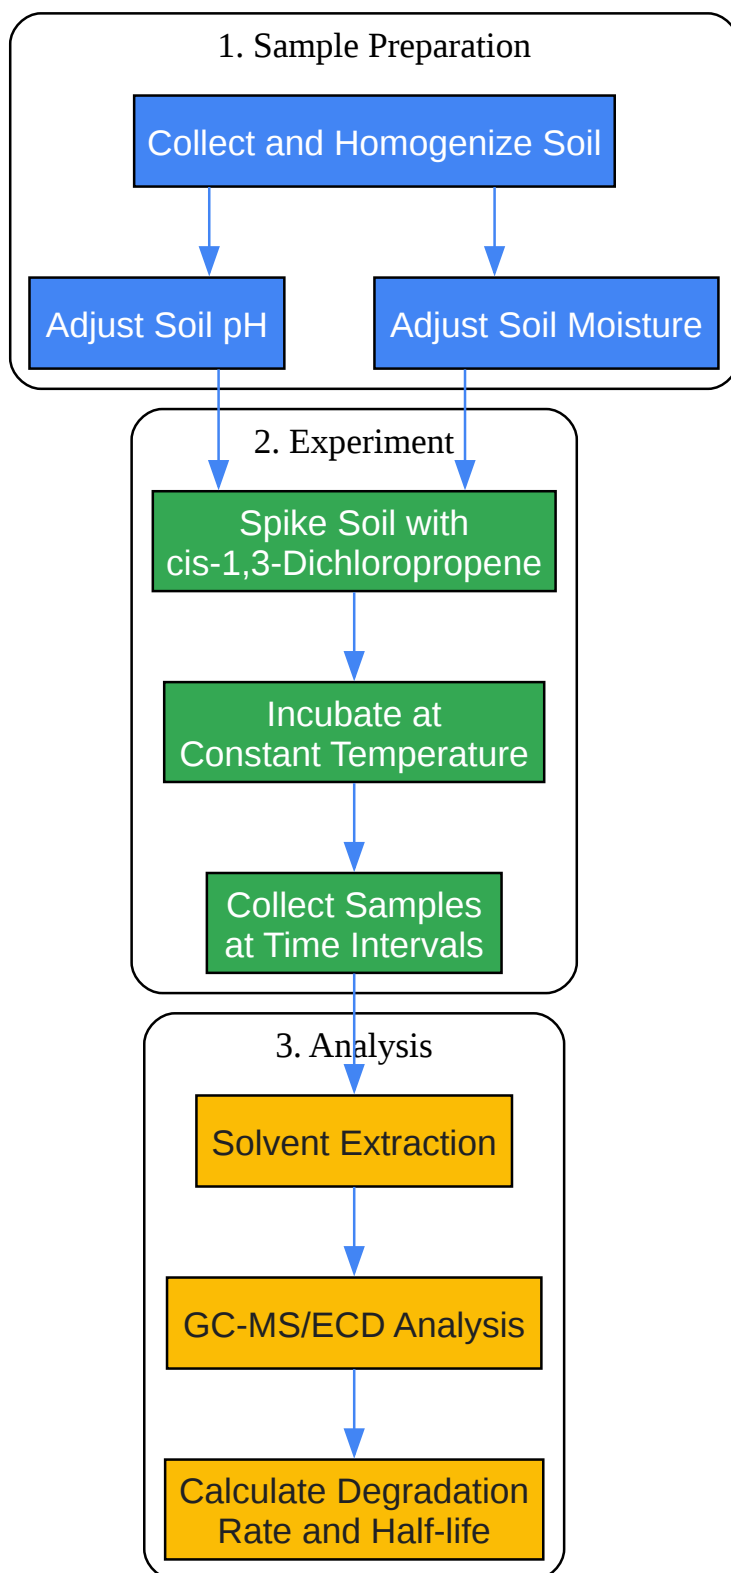 1. Sample Preparation
Collect and Homogenize Soil
Adjust Soil pH
Adjust Soil Moisture
2. Experiment
Spike Soil with
cis-1,3-Dichloropropene
Incubate at
Constant Temperature
Collect Samples
at Time Intervals
3. Analysis
Solvent Extraction
GC-MS/ECD Analysis
Calculate Degradation
Rate and Half-life